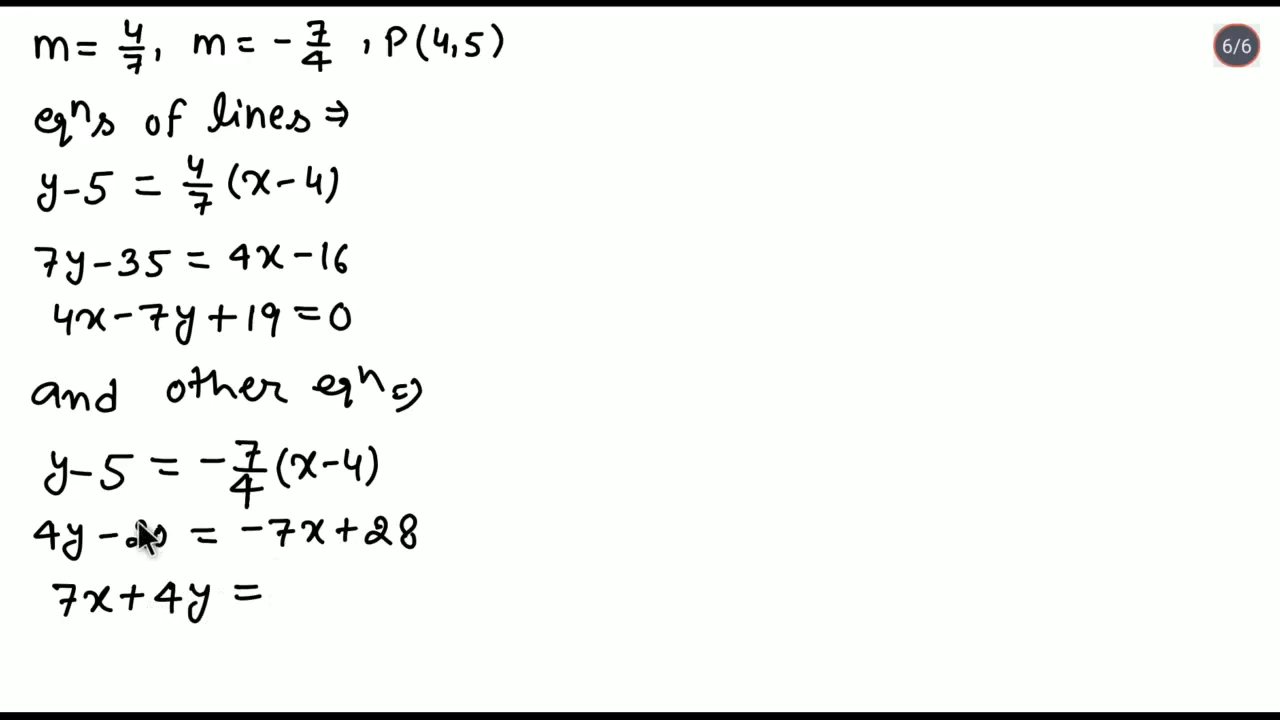 m = 4/7, m = -7/4, P(4,5)
6/6
eqⁿs of lines ⇒
y-5 = 4/7 (x-4)
7y-35 = 4x-16
4x-7y+19=0
and other eqⁿ ⇒
y-5 = -7/4 (x-4)
4y- = -7x+28
7x+4y =